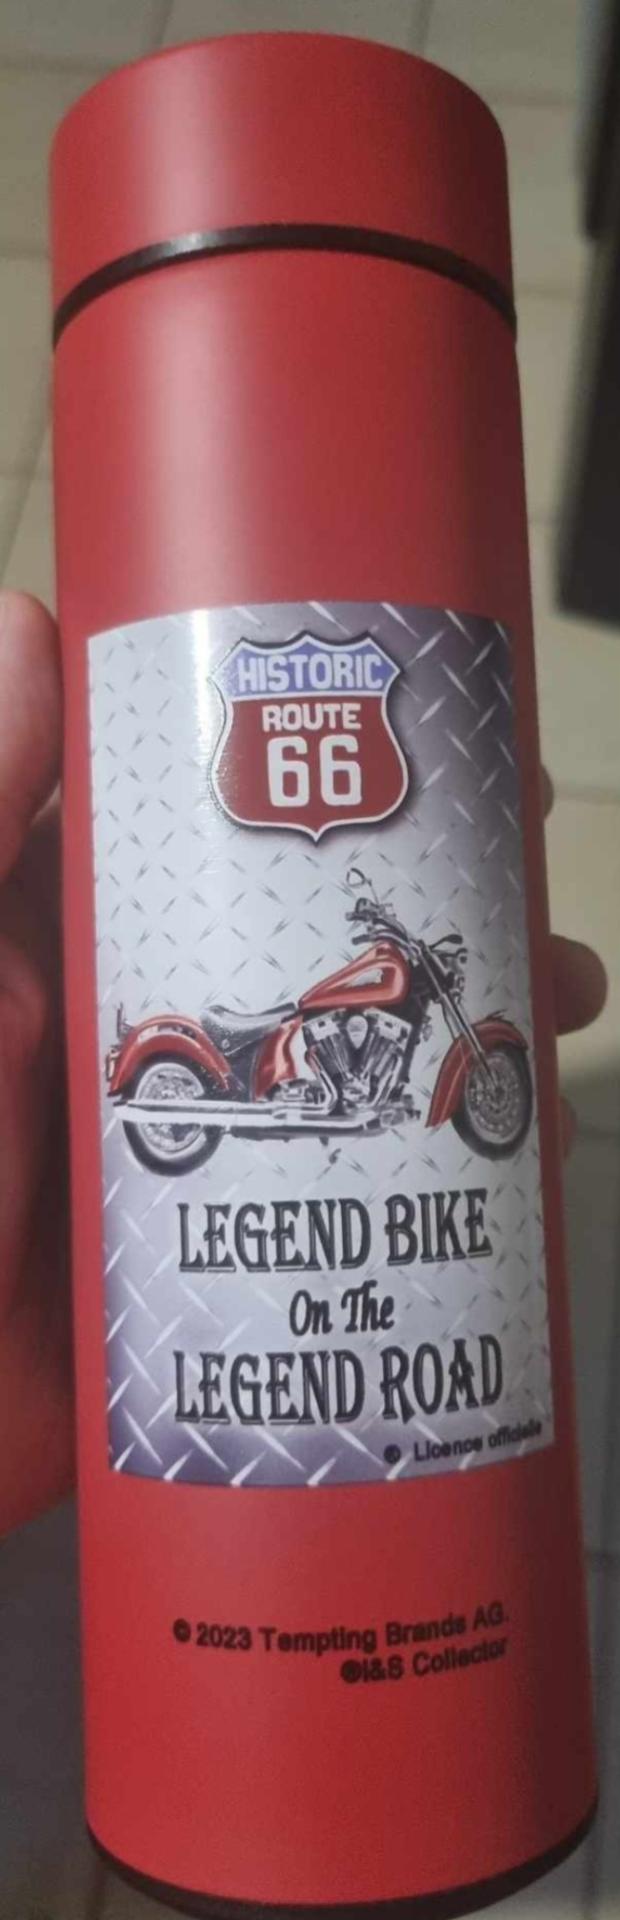 HISTORIC
ROUTE
66
LEGEND BIKE
On The
LEGEND ROAD
© Licence officielle
© 2023 Tempting Brands AG.
®I&S Collector